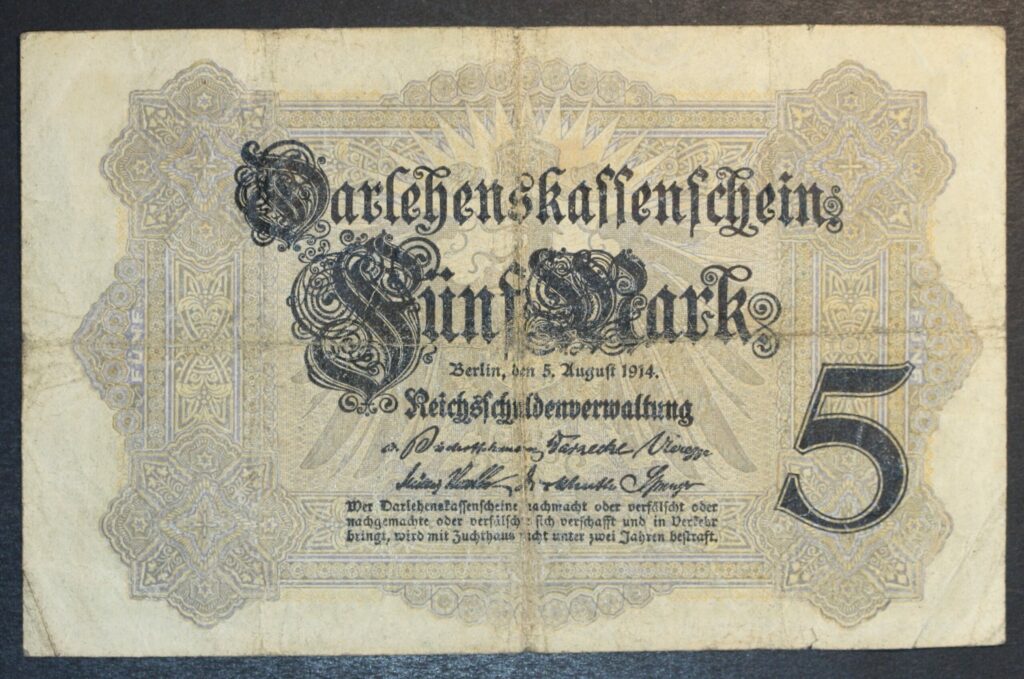 Darlehenskassenschein
Fünf Mark
Berlin, den 5. August 1914.
Reichsschuldenverwaltung
Wer Darlehenskassenscheine nachmacht oder verfälscht oder
nachgemachte oder verfälschte sich verschafft und in Verkehr
bringt, wird mit Zuchthaus nicht unter zwei Jahren bestraft.
5
FÜNF